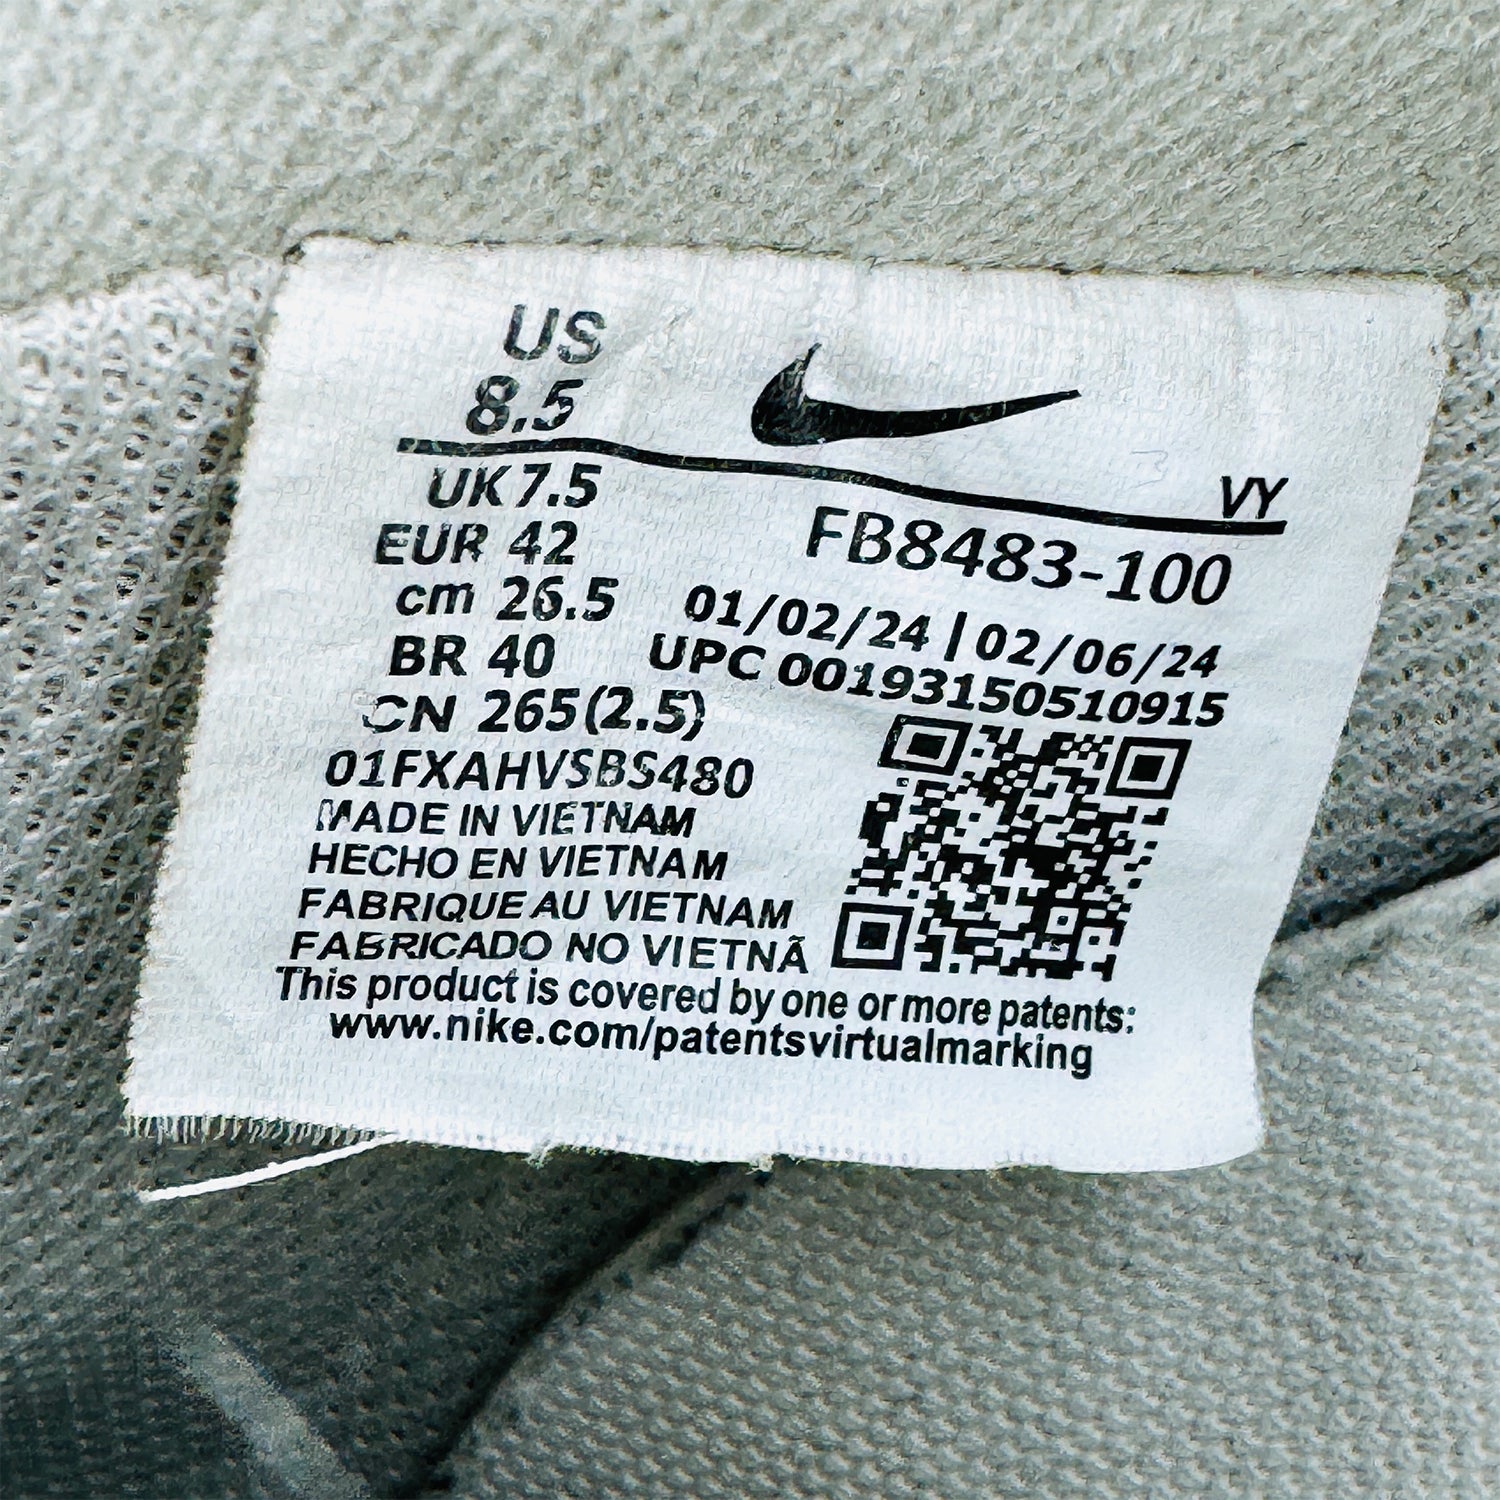 US
8.5
VY
UK 7.5
EUR 42
cm 26.5
BR 40
CN 265(2.5)
FB8483-100
01/02/24 | 02/06/24
UPC 00193150510915
01FXAHVSBS480
MADE IN VIETNAM
HECHO EN VIETNAM
FABRIQUE AU VIETNAM
FABRICADO NO VIETNÃ
This product is covered by one or more patents:
www.nike.com/patentsvirtualmarking